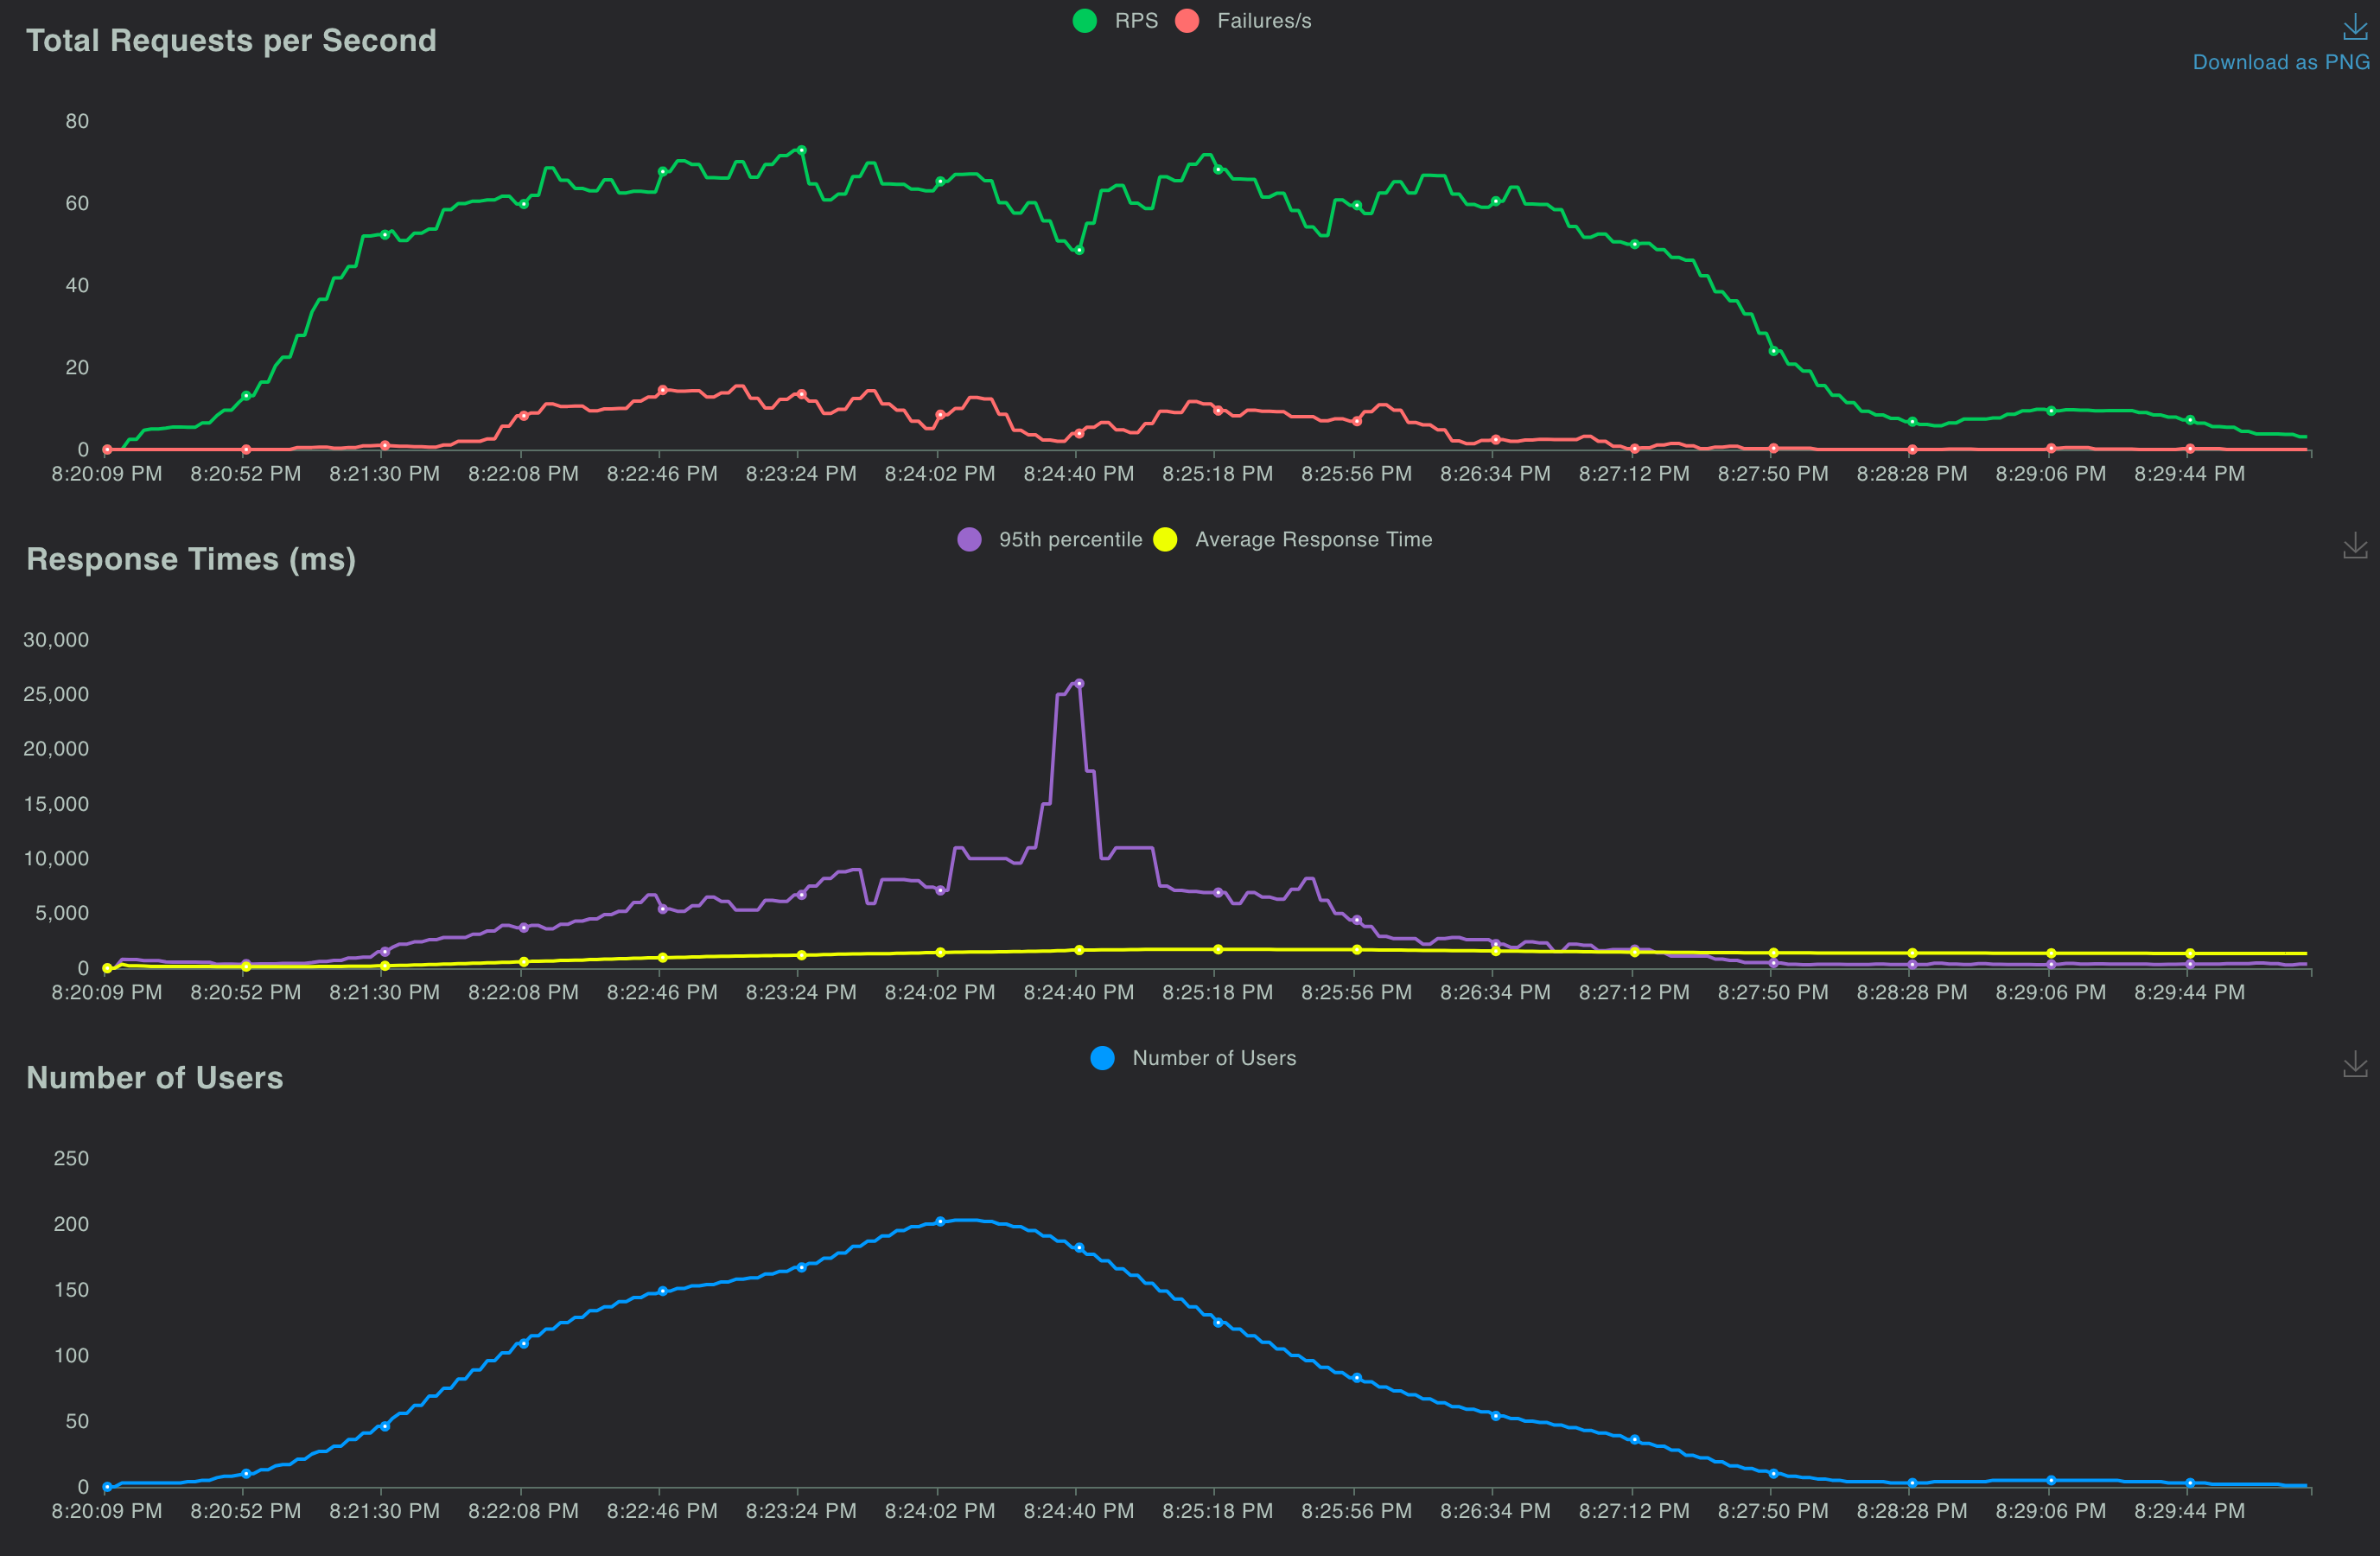 RPS Failures/s
Total Requests per Second
Download as PNG
80
60
40
20
0
8:20:09 PM 8:20:52 PM 8:21:30 PM 8:22:08 PM 8:22:46 PM 8:23:24 PM 8:24:02 PM 8:24:40 PM 8:25:18 PM 8:25:56 PM 8:26:34 PM 8:27:12 PM 8:27:50 PM 8:28:28 PM 8:29:06 PM 8:29:44 PM
95th percentile Average Response Time
Response Times (ms)
30,000
25,000
20,000
15,000
10,000
5,000
0
8:20:09 PM 8:20:52 PM 8:21:30 PM 8:22:08 PM 8:22:46 PM 8:23:24 PM 8:24:02 PM 8:24:40 PM 8:25:18 PM 8:25:56 PM 8:26:34 PM 8:27:12 PM 8:27:50 PM 8:28:28 PM 8:29:06 PM 8:29:44 PM
Number of Users
Number of Users
250
200
150
100
50
0
8:20:09 PM 8:20:52 PM 8:21:30 PM 8:22:08 PM 8:22:46 PM 8:23:24 PM 8:24:02 PM 8:24:40 PM 8:25:18 PM 8:25:56 PM 8:26:34 PM 8:27:12 PM 8:27:50 PM 8:28:28 PM 8:29:06 PM 8:29:44 PM